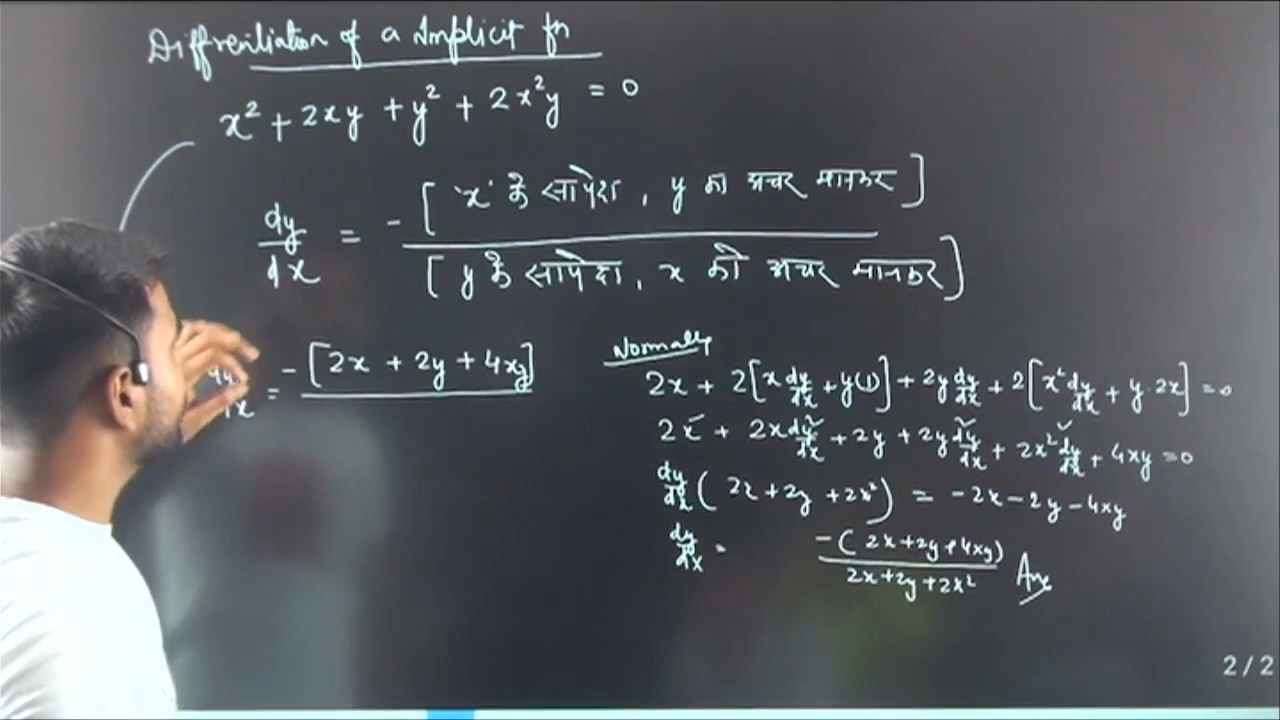 Diffrentiation of a Implicit fn
x² + 2xy + y² + 2x²y = 0
dy/dx = -['x' के सापेक्ष, y को अचर मानकर] / [y के सापेक्ष, x को अचर मानकर]
dy/dx = -[2x + 2y + 4xy]
Normally
2x + 2[x dy/dx + y(1)] + 2y dy/dx + 2[x² dy/dx + y·2x] = 0
2x + 2x dy/dx + 2y + 2y dy/dx + 2x² dy/dx + 4xy = 0
dy/dx (2x + 2y + 2x²) = -2x - 2y - 4xy
dy/dx = -(2x + 2y + 4xy) / 2x + 2y + 2x² Ans
2/2